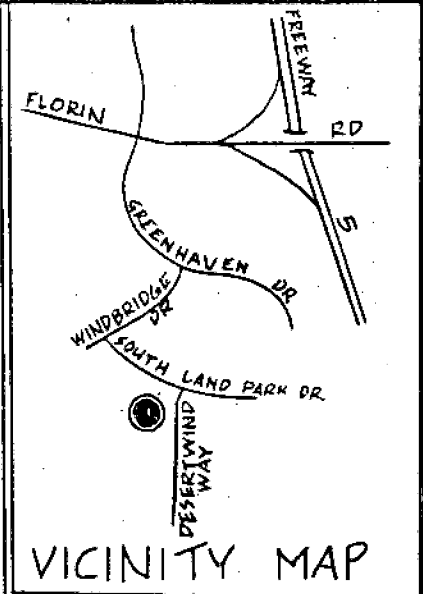 FREEWAY
FLORIN RD
5
GREENHAVEN DR
WINDBRIDGE DR
SOUTH LAND PARK DR
DESERTWIND WAY
VICINITY MAP